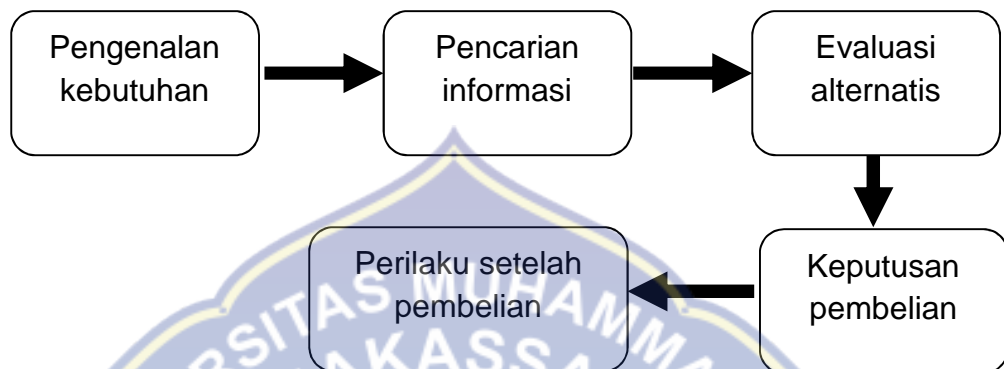 Pengenalan
kebutuhan
Pencarian
informasi
Evaluasi
alternatis
Perilaku setelah
pembelian
Keputusan
pembelian